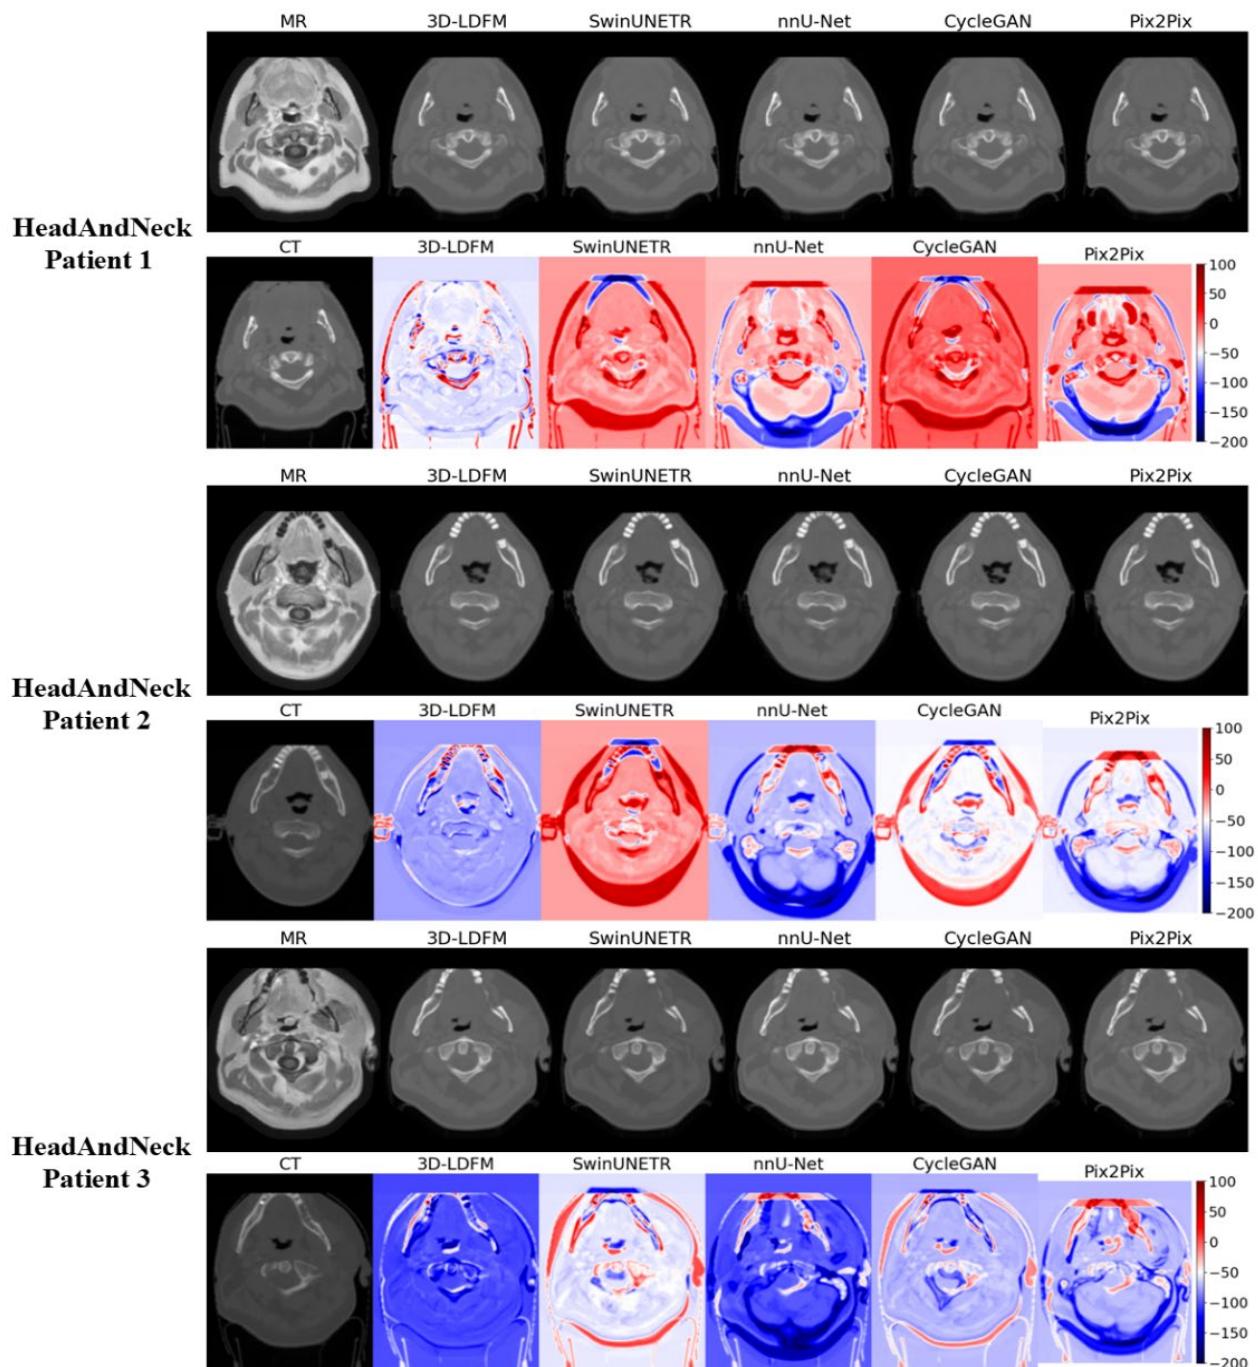 MR 3D-LDFM SwinUNETR nnU-Net CycleGAN Pix2Pix
HeadAndNeck
Patient 1
CT 3D-LDFM SwinUNETR nnU-Net CycleGAN Pix2Pix
100
50
0
−50
−100
−150
−200
MR 3D-LDFM SwinUNETR nnU-Net CycleGAN Pix2Pix
HeadAndNeck
Patient 2
CT 3D-LDFM SwinUNETR nnU-Net CycleGAN Pix2Pix
100
50
0
−50
−100
−150
−200
MR 3D-LDFM SwinUNETR nnU-Net CycleGAN Pix2Pix
HeadAndNeck
Patient 3
CT 3D-LDFM SwinUNETR nnU-Net CycleGAN Pix2Pix
100
50
0
−50
−100
−150
−200